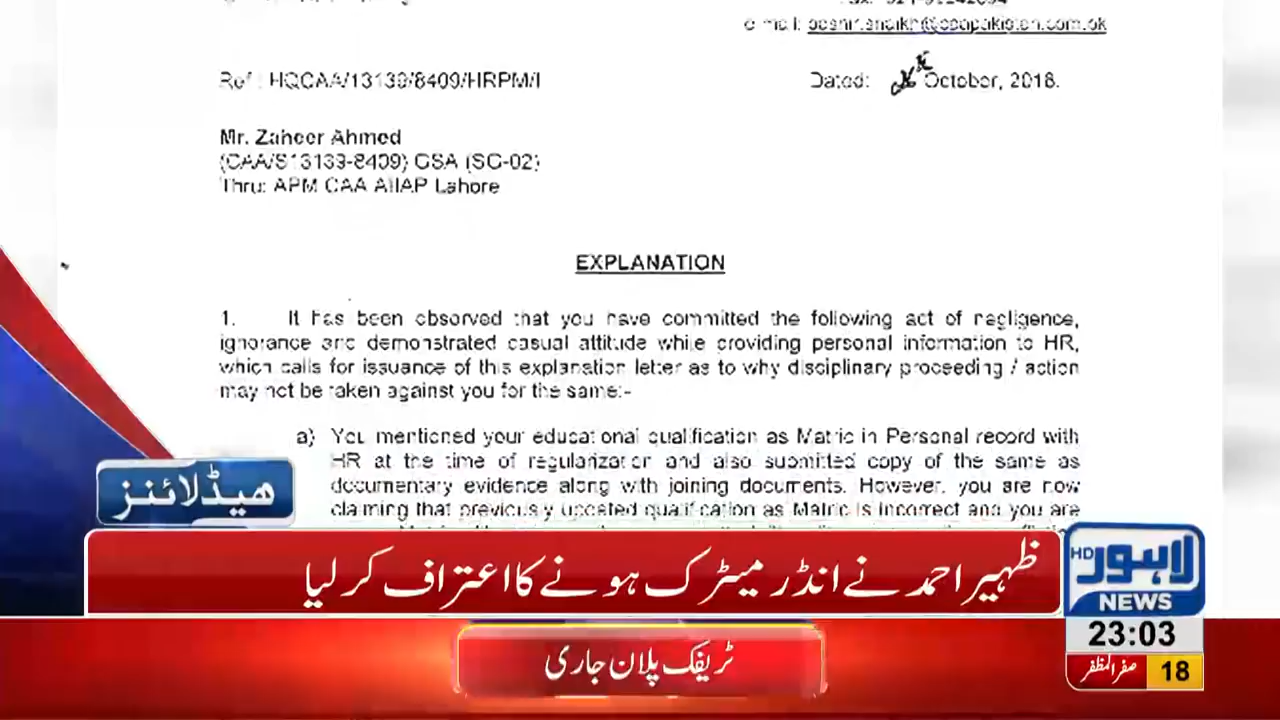 e-mail: bashir.shaikh@caapakistan.com.pk
Ref : HQCAA/13139/8409/HRPM/I
Dated: October, 2018.
Mr. Zaheer Ahmed
(CAA/S13139-8409) GSA (SG-02)
Thru: APM CAA AIIAP Lahore
EXPLANATION
1. It has been observed that you have committed the following act of negligence,
ignorance and demonstrated casual attitude while providing personal information to HR,
which calls for issuance of this explanation letter as to why disciplinary proceeding / action
may not be taken against you for the same:-
a) You mentioned your educational qualification as Matric in Personal record with
HR at the time of regularization and also submitted copy of the same as
documentary evidence along with joining documents. However, you are now
claiming that previously updated qualification as Matric is incorrect and you are
ہیڈلائنز
ظہیر احمد نے انڈر میٹرک ہونے کا اعتراف کرلیا
لاہور HD
NEWS
23:03
ٹریفک پلان جاری
صفر المظفر 18